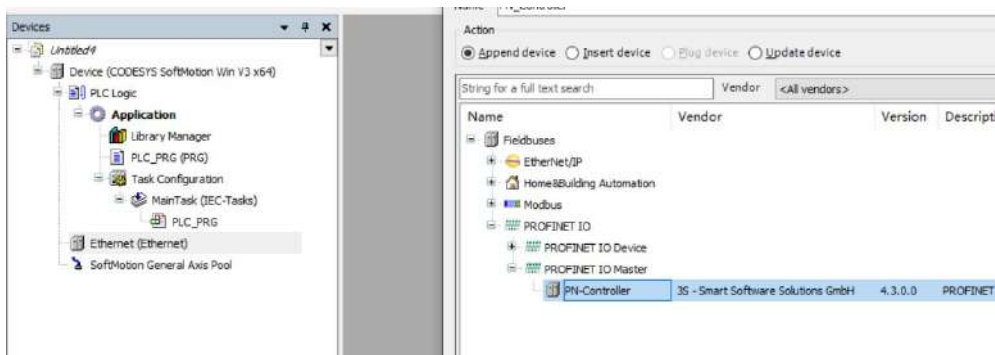 Devices
Untitled4
Device (CODESYS SoftMotion Win V3 x64)
PLC Logic
Application
Library Manager
PLC_PRG (PRG)
Task Configuration
MainTask (IEC-Tasks)
PLC_PRG
Ethernet (Ethernet)
SoftMotion General Axis Pool
Name PN_Controller
Action
Append device Insert device Plug device Update device
String for a full text search Vendor <All vendors>
Name Vendor Version Descripti
Fieldbuses
EtherNet/IP
Home&Building Automation
Modbus
PROFINET IO
PROFINET IO Device
PROFINET IO Master
PN-Controller 3S - Smart Software Solutions GmbH 4.3.0.0 PROFINET